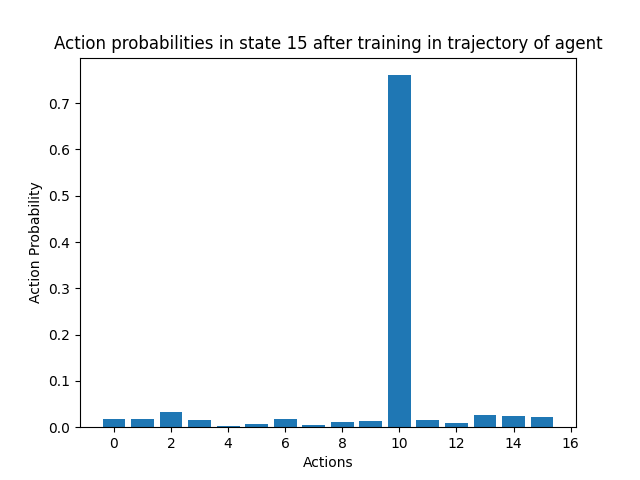 Action probabilities in state 15 after training in trajectory of agent
0.7
0.6
0.5
0.4
0.3
0.2
0.1
0.0
Action Probability
0 2 4 6 8 10 12 14 16
Actions